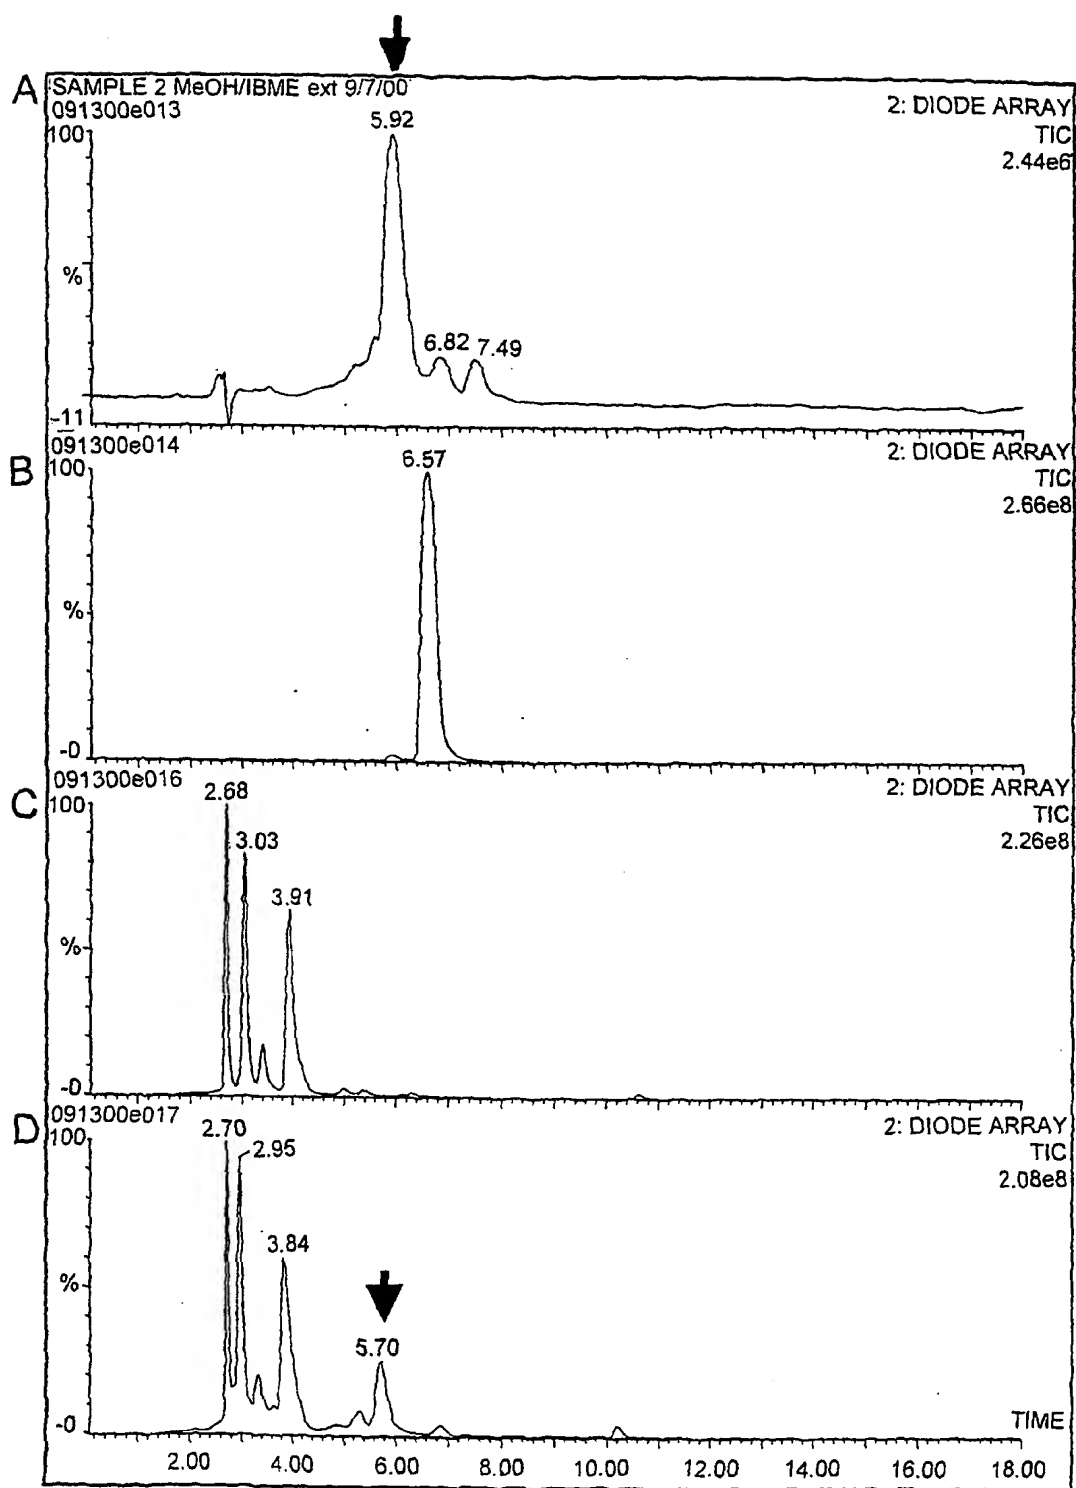 A
SAMPLE 2 MeOH/IBME ext 9/7/00
091300e013
2: DIODE ARRAY
TIC
2.44e6
100
5.92
%
6.82
7.49
-11
B
091300e014
2: DIODE ARRAY
TIC
2.66e8
100
6.57
%
-0
C
091300e016
2: DIODE ARRAY
TIC
2.26e8
100
2.68
3.03
3.91
%
-0
D
091300e017
2: DIODE ARRAY
TIC
2.08e8
100
2.70
2.95
3.84
%
5.70
-0
TIME
2.00 4.00 6.00 8.00 10.00 12.00 14.00 16.00 18.00